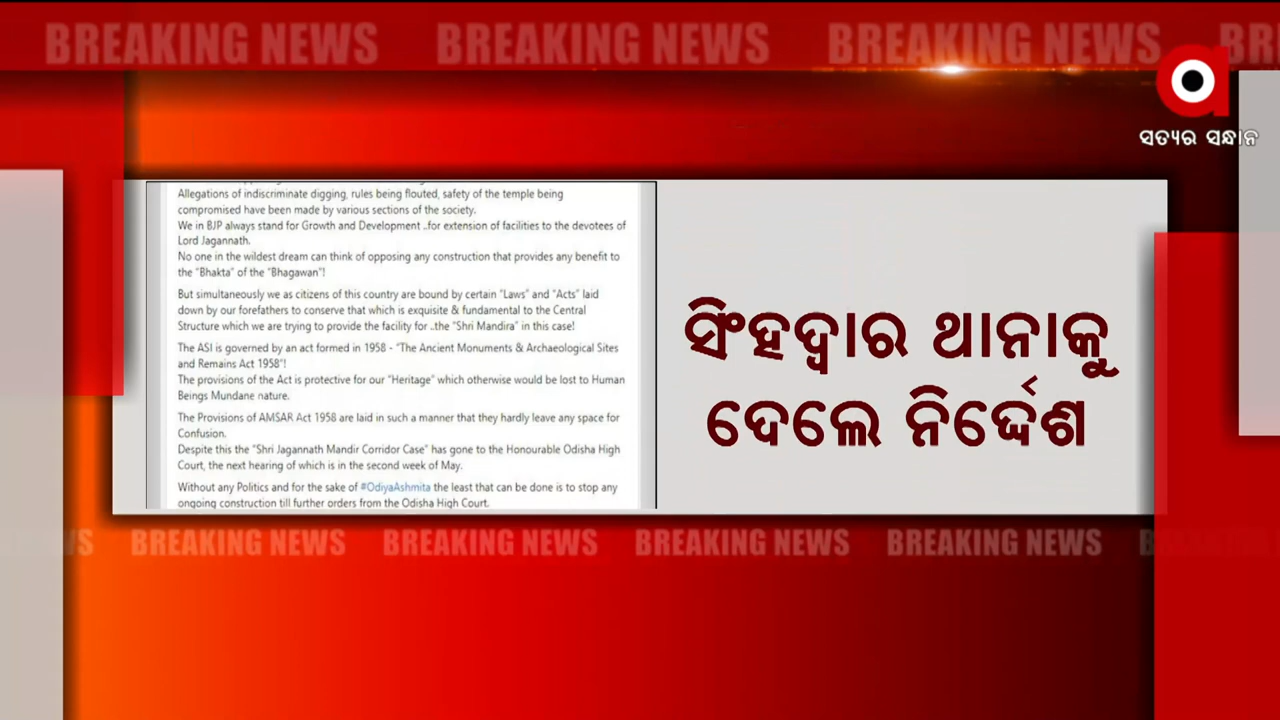 BREAKING NEWS BREAKING NEWS BREAKING NEWS BR
ସତ୍ୟର ସନ୍ଧାନ
Allegations of indiscriminate digging, rules being flouted, safety of the temple being
compromised have been made by various sections of the society.
We in BJP always stand for Growth and Development ..for extension of facilities to the devotees of
Lord Jagannath.
No one in the wildest dream can think of opposing any construction that provides any benefit to
the "Bhakta" of the "Bhagawan"!
But simultaneously we as citizens of this country are bound by certain "Laws" and "Acts" laid
down by our forefathers to conserve that which is exquisite & fundamental to the Central
Structure which we are trying to provide the facility for ..the "Shri Mandira" in this case!
The ASI is governed by an act formed in 1958 - "The Ancient Monuments & Archaeological Sites
and Remains Act 1958"!
The provisions of the Act is protective for our "Heritage" which otherwise would be lost to Human
Beings Mundane nature.
The Provisions of AMSAR Act 1958 are laid in such a manner that they hardly leave any space for
Confusion.
Despite this the "Shri Jagannath Mandir Corridor Case" has gone to the Honourable Odisha High
Court, the next hearing of which is in the second week of May.
Without any Politics and for the sake of #OdiyaAshmita the least that can be done is to stop any
ongoing construction till further orders from the Odisha High Court.
ସିଂହଦ୍ୱାର ଥାନାକୁ
ଦେଲେ ନିର୍ଦ୍ଦେଶ
WS BREAKING NEWS BREAKING NEWS BREAKING NEWS BREAKING NEWS B